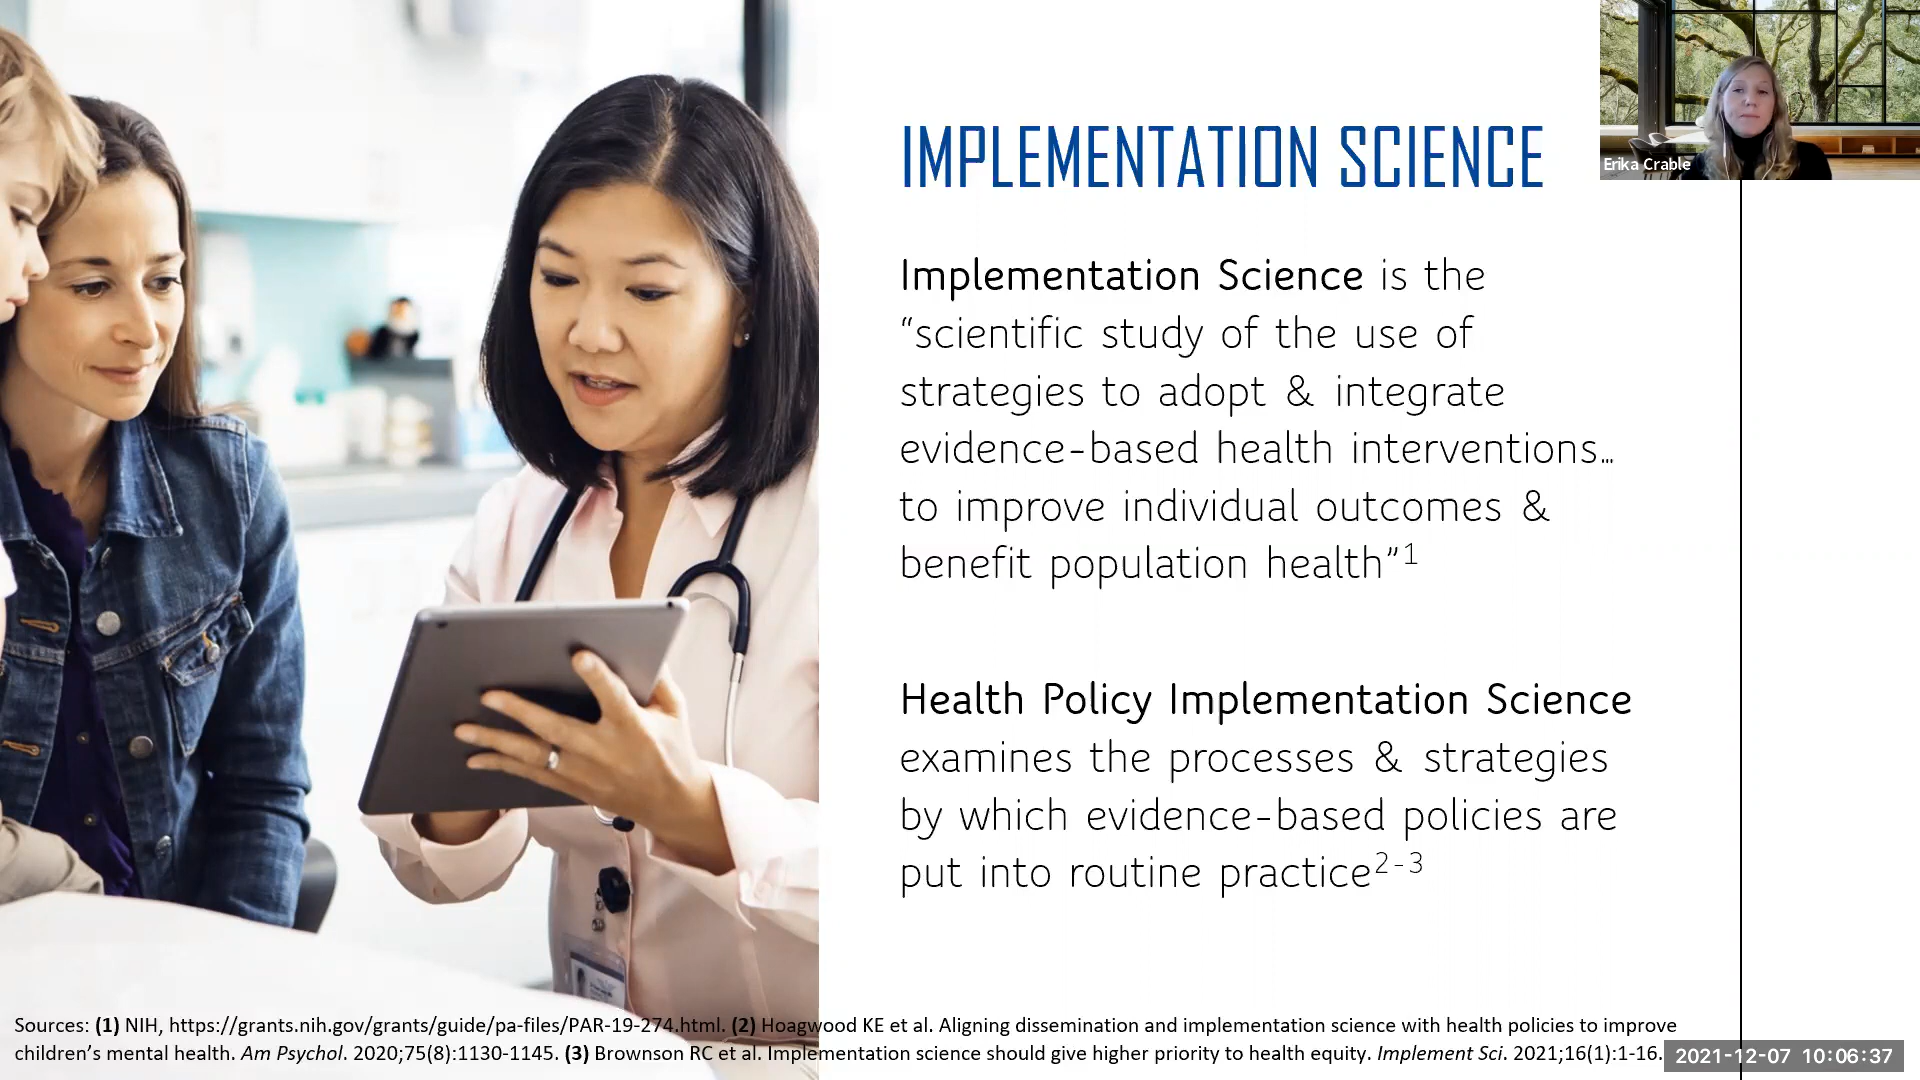 IMPLEMENTATION SCIENCE
Erika Crable
Implementation Science is the
“scientific study of the use of
strategies to adopt & integrate
evidence-based health interventions…
to improve individual outcomes &
benefit population health”1
Health Policy Implementation Science
examines the processes & strategies
by which evidence-based policies are
put into routine practice2-3
Sources: (1) NIH, https://grants.nih.gov/grants/guide/pa-files/PAR-19-274.html. (2) Hoagwood KE et al. Aligning dissemination and implementation science with health policies to improve
children’s mental health. Am Psychol. 2020;75(8):1130-1145. (3) Brownson RC et al. Implementation science should give higher priority to health equity. Implement Sci. 2021;16(1):1-16.
2021-12-07 10:06:37